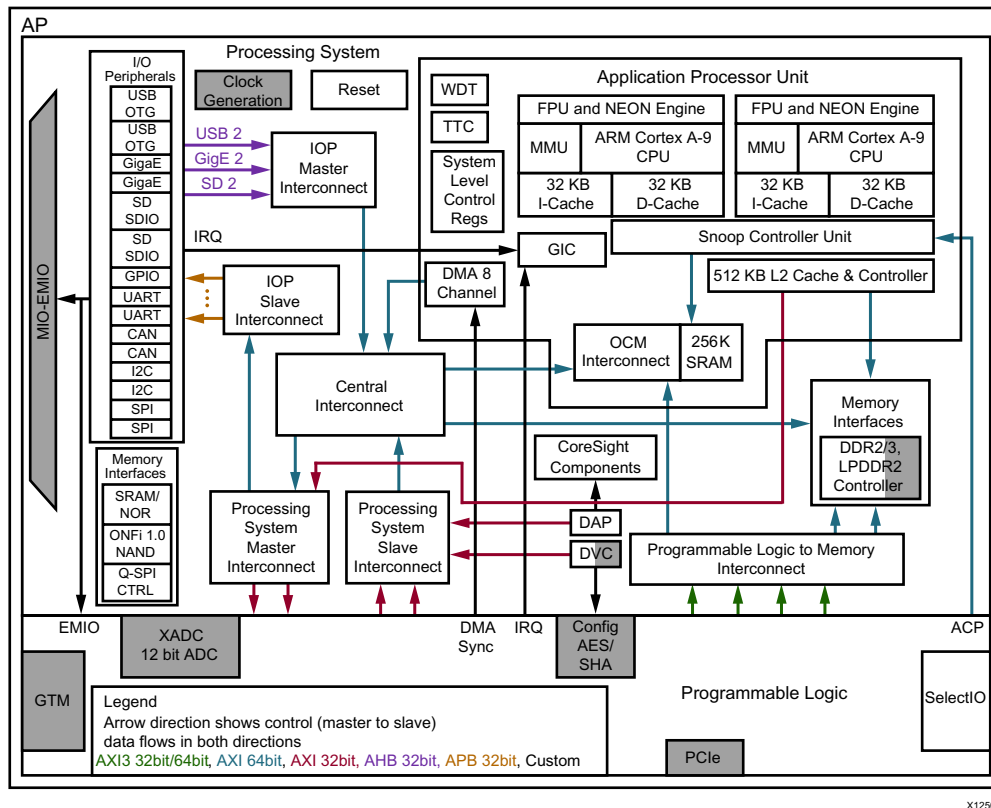 AP
Processing System
I/O
Peripherals
USB
OTG
USB
OTG
GigaE
GigaE
SD
SDIO
SD
SDIO
GPIO
UART
UART
CAN
CAN
I2C
I2C
SPI
SPI
MIO-EMIO
Memory
Interfaces
SRAM/
NOR
ONFi 1.0
NAND
Q-SPI
CTRL
Clock
Generation
Reset
USB 2
GigE 2
SD 2
IOP
Master
Interconnect
IRQ
IOP
Slave
Interconnect
Central
Interconnect
Processing
System
Master
Interconnect
Processing
System
Slave
Interconnect
Application Processor Unit
WDT
TTC
System
Level
Control
Regs
FPU and NEON Engine
MMU
ARM Cortex A-9
CPU
32 KB
I-Cache
32 KB
D-Cache
FPU and NEON Engine
MMU
ARM Cortex A-9
CPU
32 KB
I-Cache
32 KB
D-Cache
GIC
Snoop Controller Unit
DMA 8
Channel
512 KB L2 Cache & Controller
OCM
Interconnect
256K
SRAM
Memory
Interfaces
DDR2/3,
LPDDR2
Controller
CoreSight
Components
DAP
DVC
Programmable Logic to Memory
Interconnect
EMIO
XADC
12 bit ADC
DMA
Sync
IRQ
Config
AES/
SHA
ACP
GTM
Programmable Logic
SelectIO
PCIe
Legend
Arrow direction shows control (master to slave)
data flows in both directions
AXI3 32bit/64bit, AXI 64bit, AXI 32bit, AHB 32bit, APB 32bit, Custom